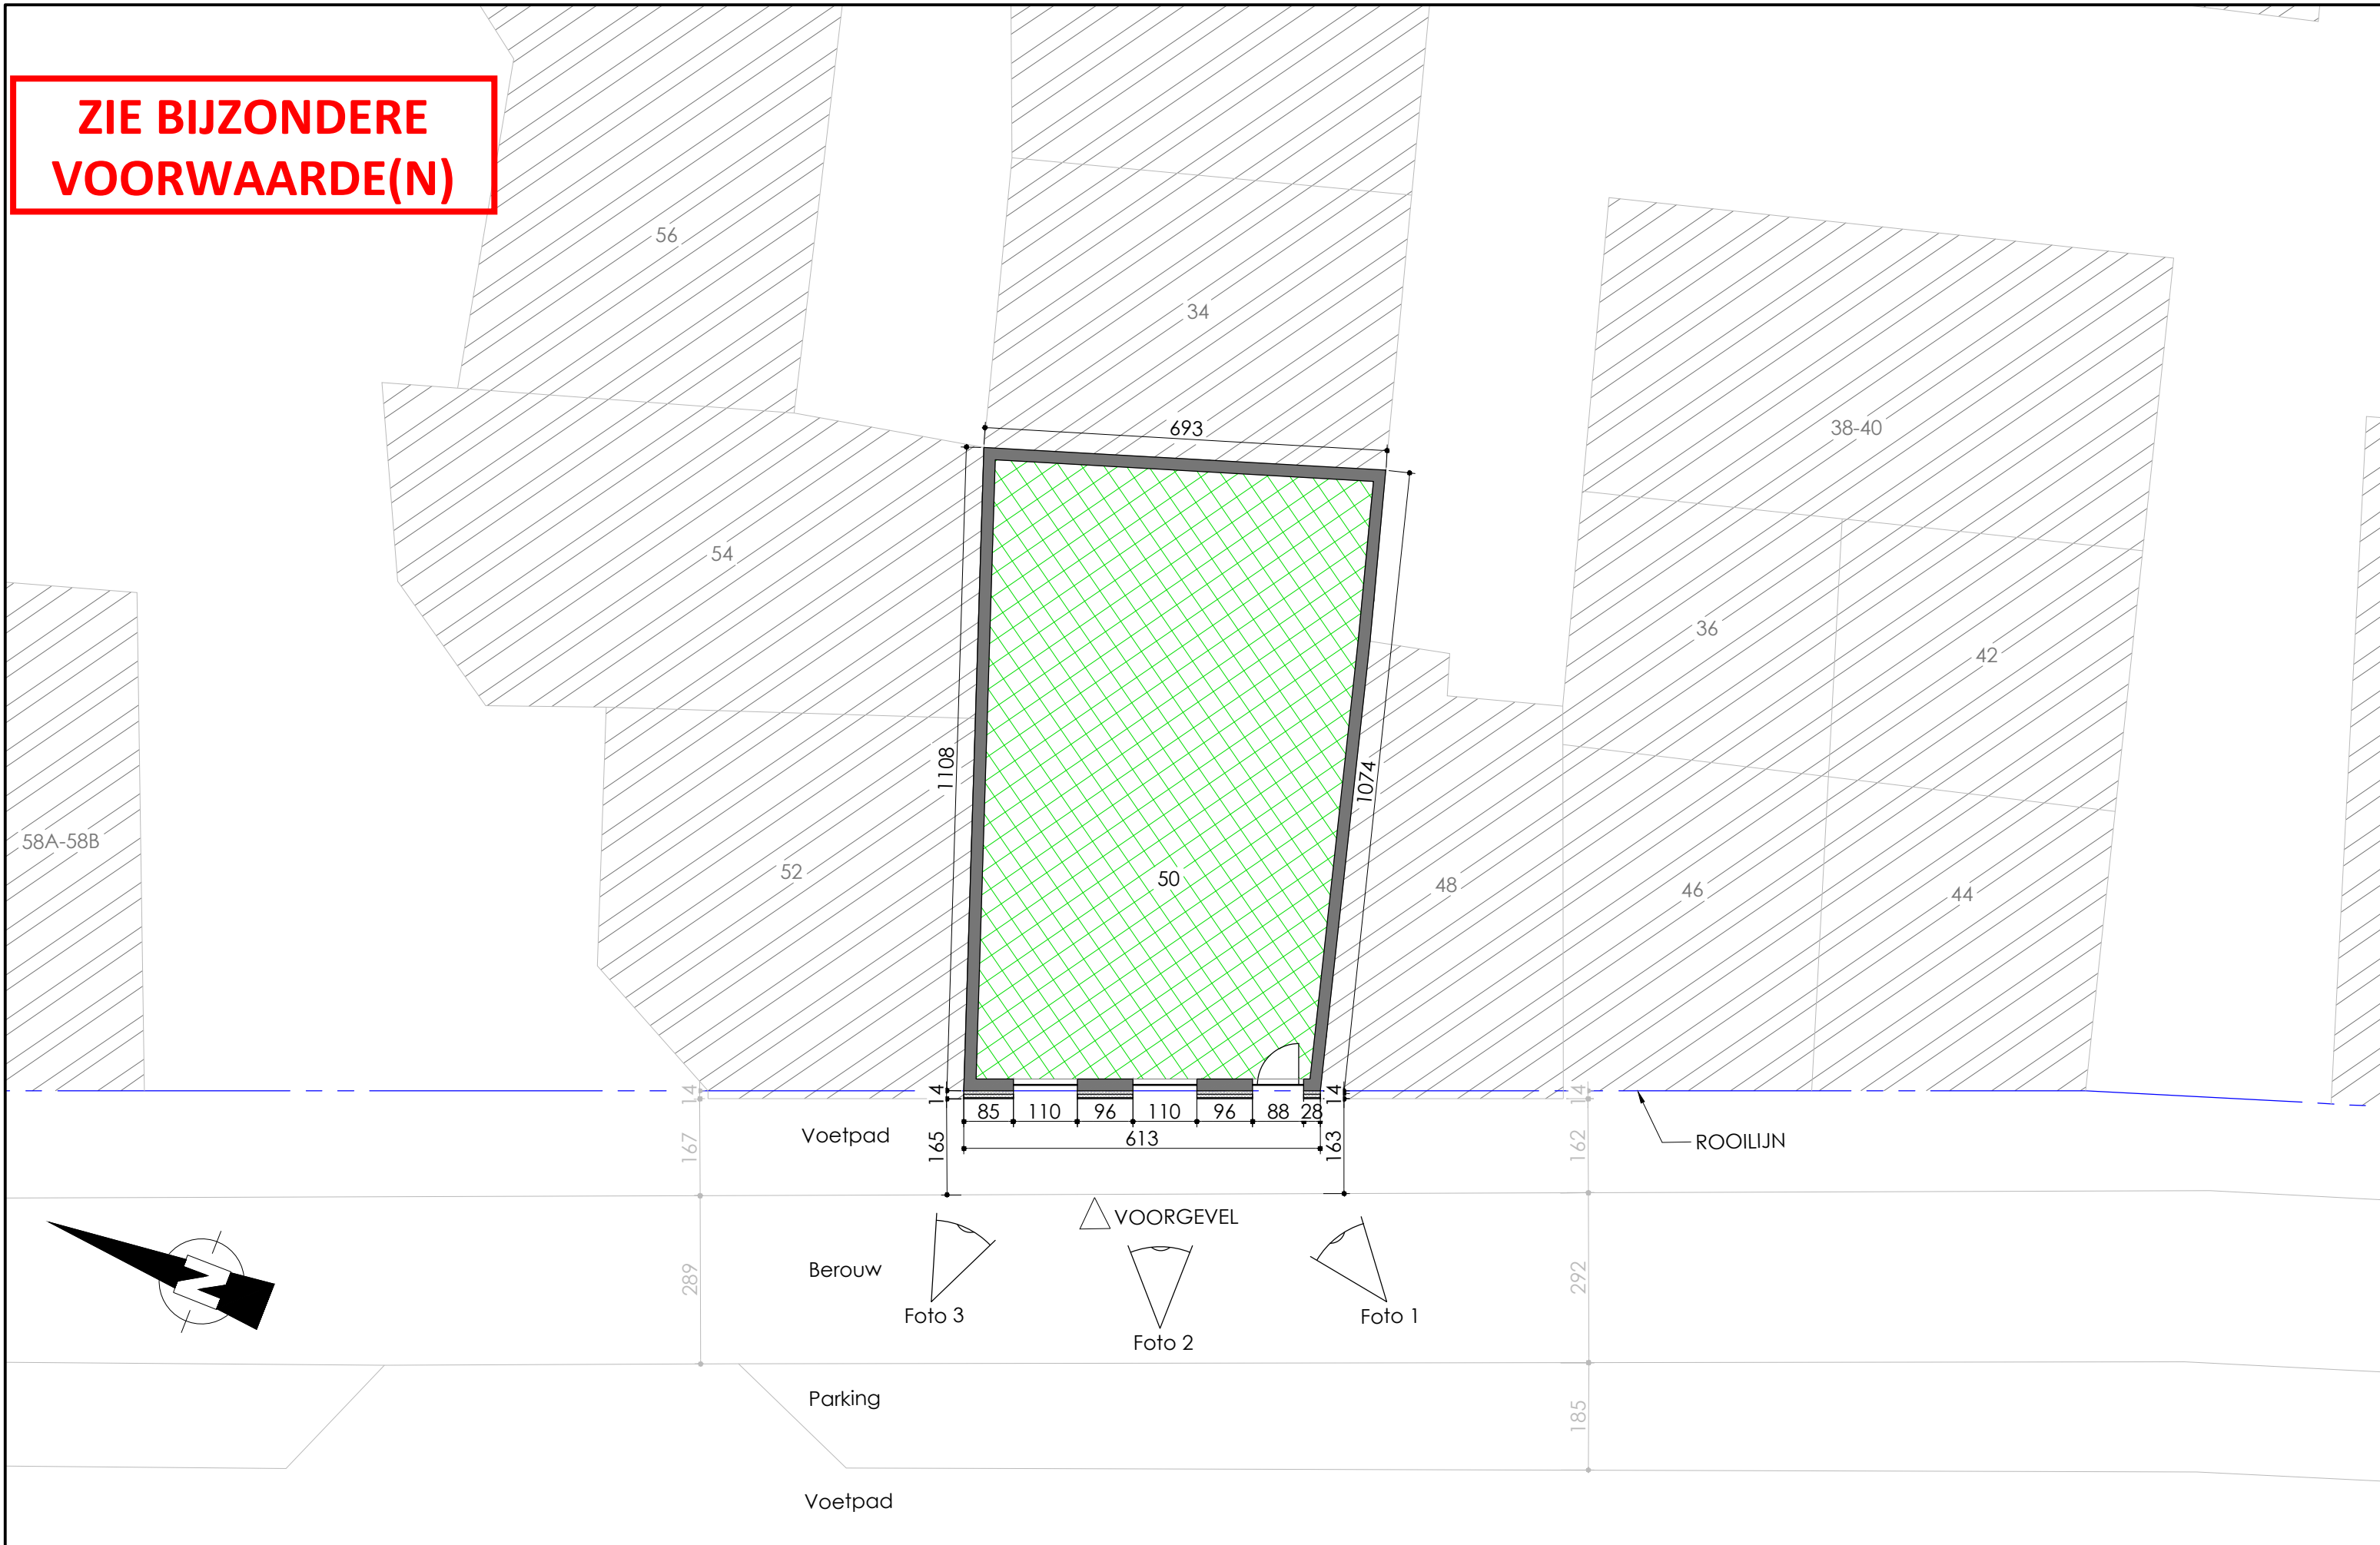 ZIE BIJZONDERE
VOORWAARDE(N)
56
34
693
38-40
54
36
42
1108
1074
58A-58B
52
50
48
46
44
14
14
14
14
85 110 96 110 96 88 28
613
167
Voetpad
165
163
162
ROOILIJN
VOORGEVEL
N
289
Berouw
292
Foto 3
Foto 2
Foto 1
Parking
185
Voetpad